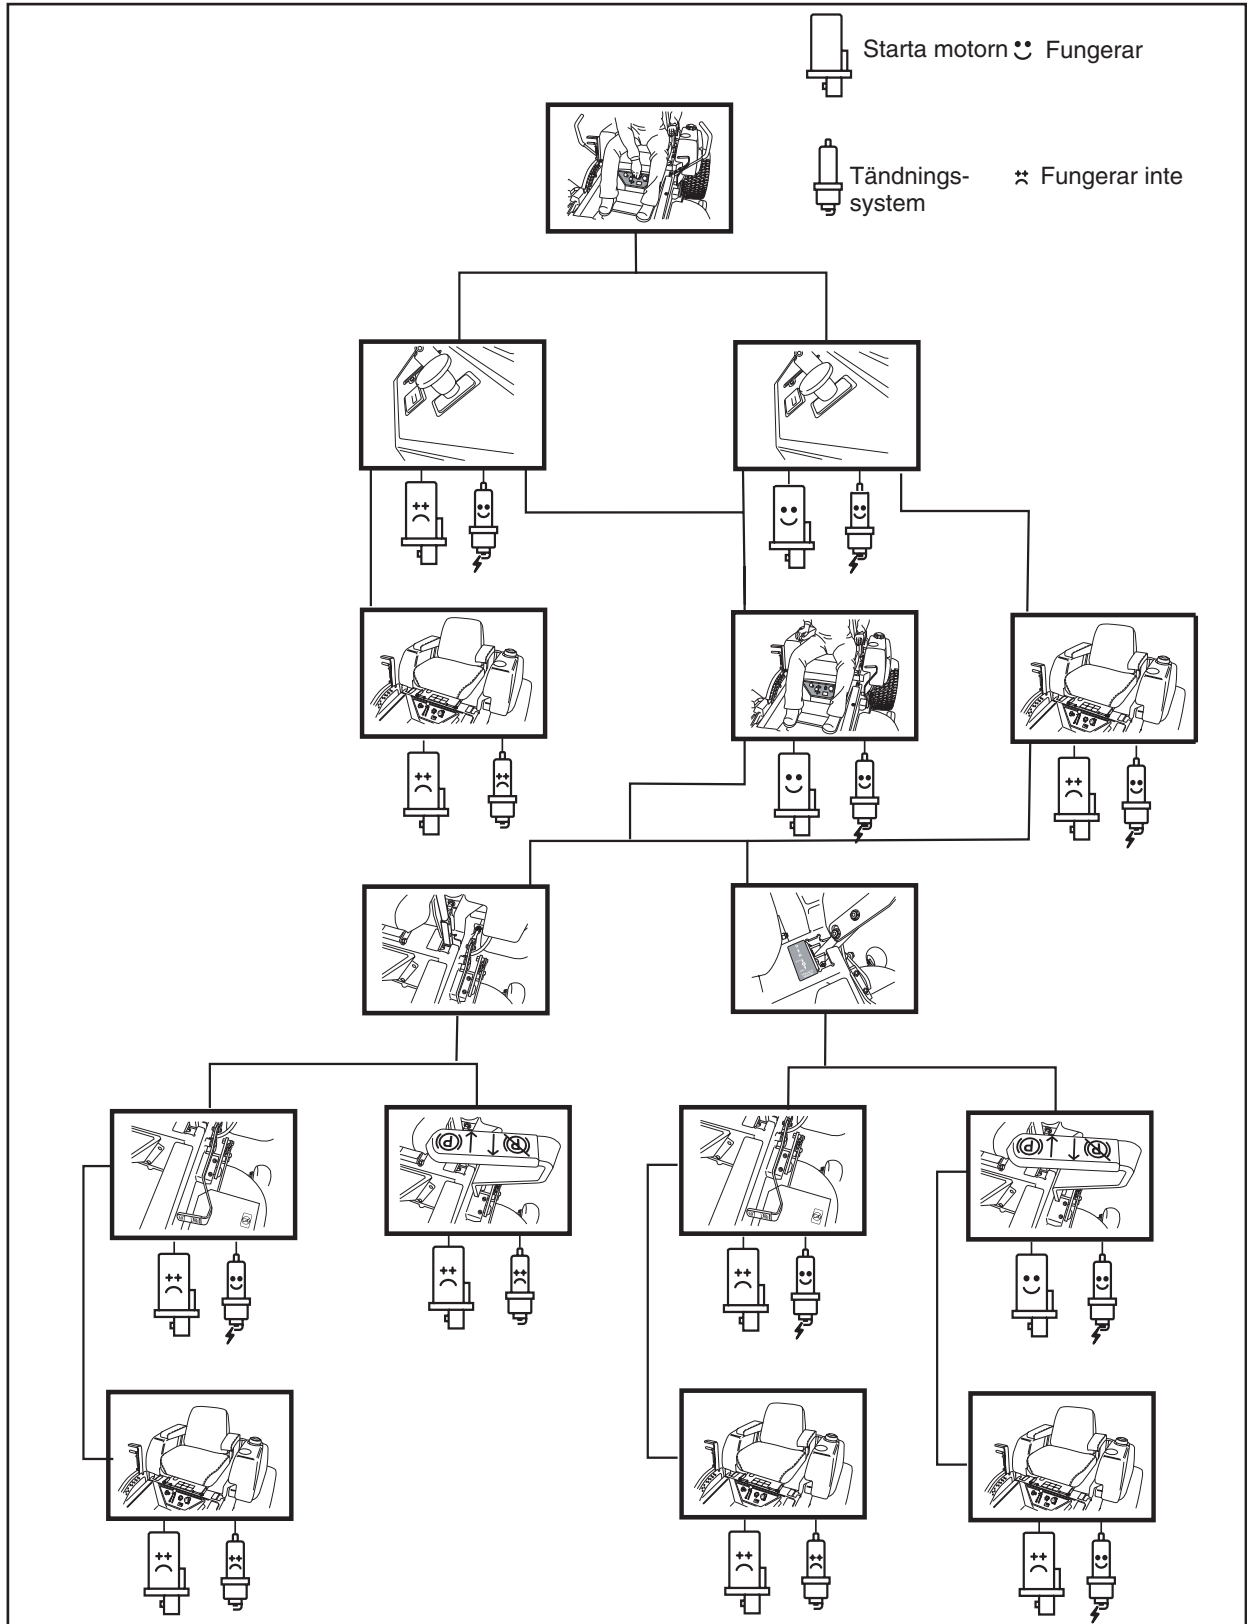 Starta motorn Fungerar
Tändnings- Fungerar inte
system
P P
P P